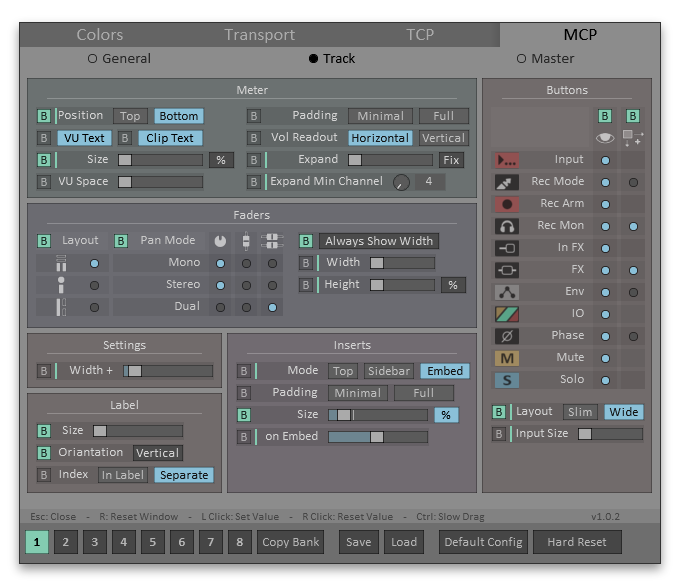 Colors Transport TCP MCP
General Track Master
Meter
B Position Top Bottom B Padding Minimal Full
B VU Text B Clip Text B Vol Readout Horizontal Vertical
B Size % B Expand Fix
B VU Space B Expand Min Channel 4
Faders
B Layout B Pan Mode B Always Show Width
Mono B Width
Stereo B Height %
Dual
Settings
B Width +
Label
B Size
B Oriantation Vertical
B Index In Label Separate
Inserts
B Mode Top Sidebar Embed
B Padding Minimal Full
B Size %
B on Embed
Buttons
B B
Input
Rec Mode
Rec Arm
Rec Mon
In FX
FX
Env
IO
Phase
M Mute
S Solo
B Layout Slim Wide
B Input Size
Esc: Close - R: Reset Window - L Click: Set Value - R Click: Reset Value - Ctrl: Slow Drag v1.0.2
1 2 3 4 5 6 7 8 Copy Bank Save Load Default Config Hard Reset